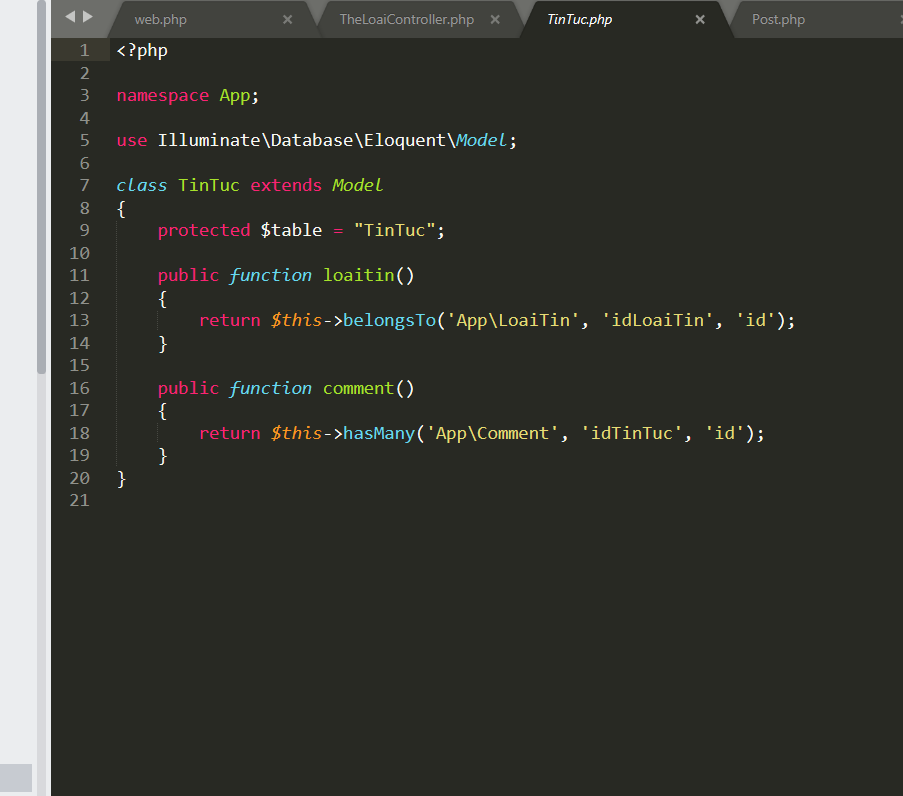 web.php × TheLoaiController.php × TinTuc.php × Post.php
1 <?php
2
3 namespace App;
4
5 use Illuminate\Database\Eloquent\Model;
6
7 class TinTuc extends Model
8 {
9 protected $table = "TinTuc";
10
11 public function loaitin()
12 {
13 return $this->belongsTo('App\LoaiTin', 'idLoaiTin', 'id');
14 }
15
16 public function comment()
17 {
18 return $this->hasMany('App\Comment', 'idTinTuc', 'id');
19 }
20 }
21